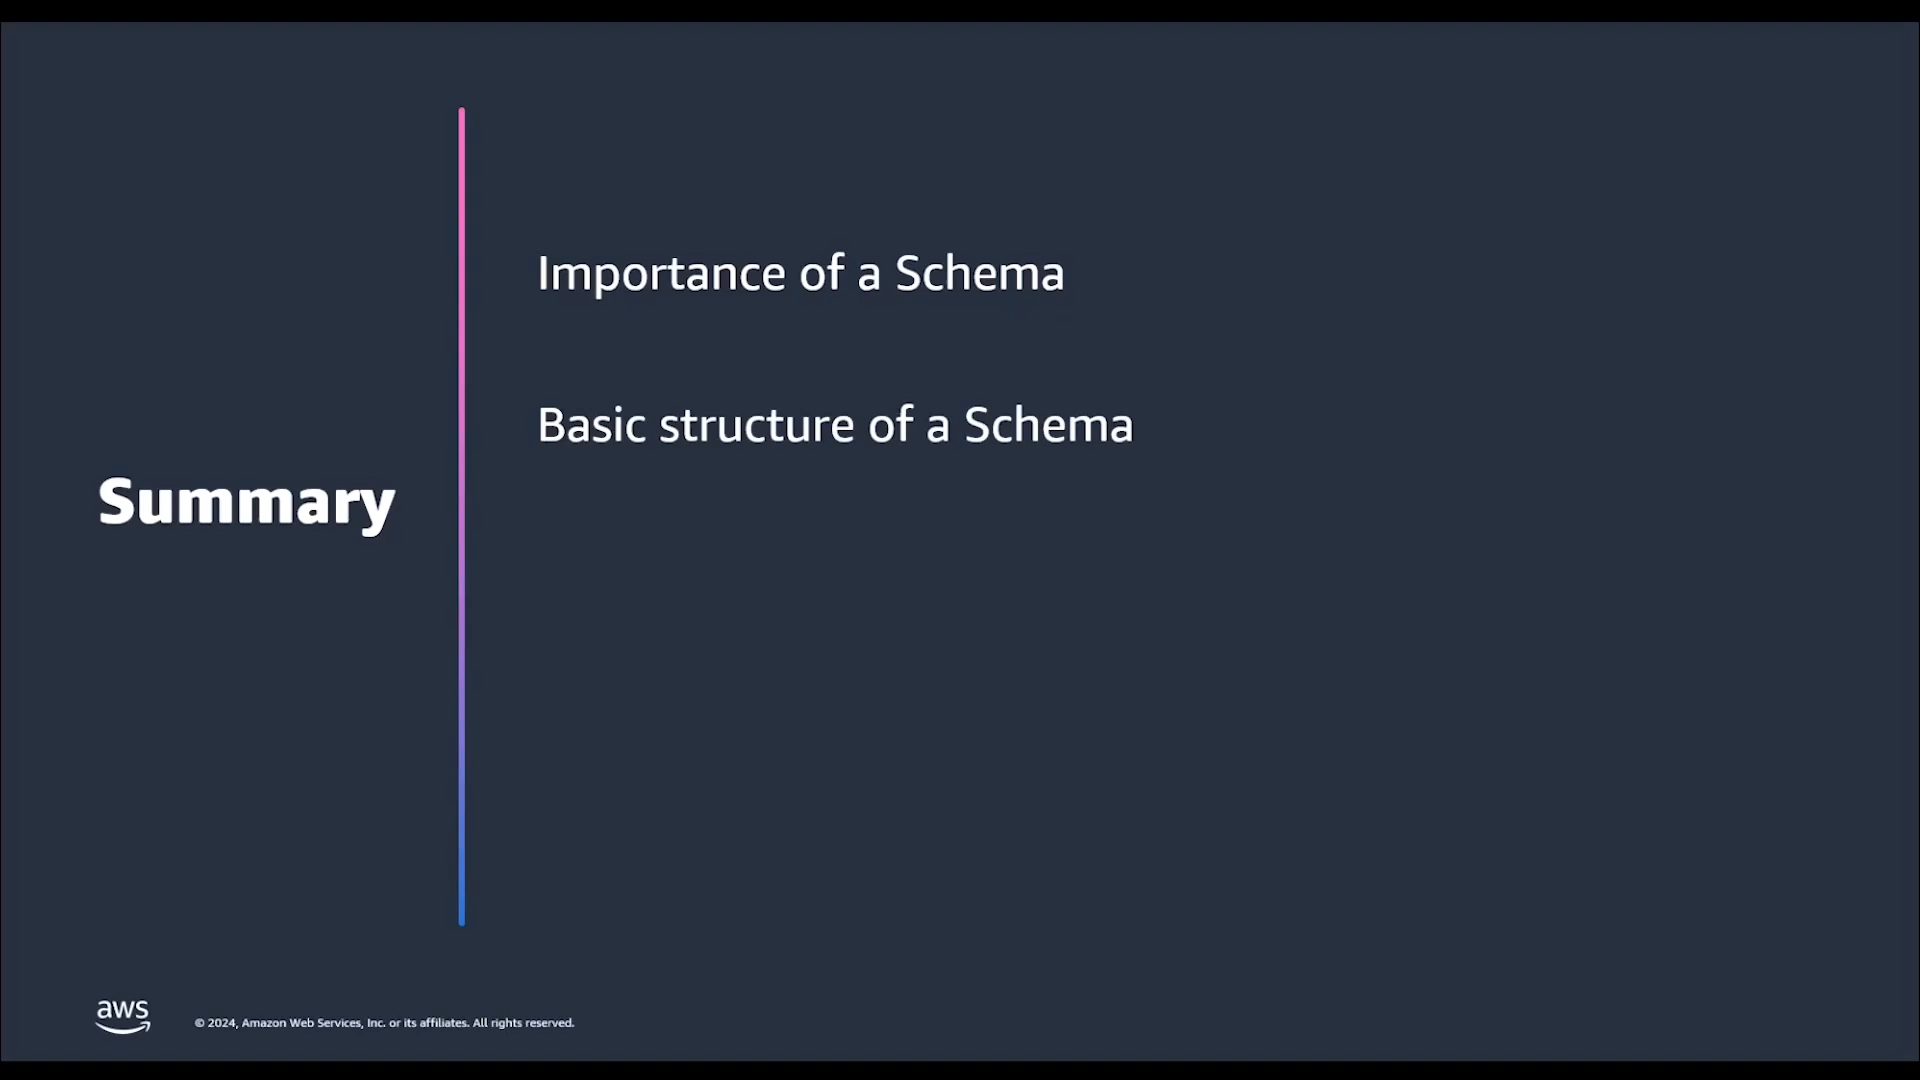 Summary
Importance of a Schema
Basic structure of a Schema
aws
© 2024, Amazon Web Services, Inc. or its affiliates. All rights reserved.